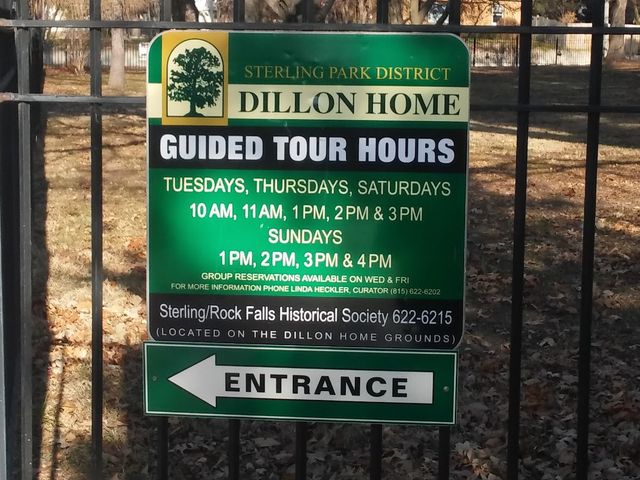 STERLING PARK DISTRICT
DILLON HOME
GUIDED TOUR HOURS
TUESDAYS, THURSDAYS, SATURDAYS
10 AM, 11 AM, 1 PM, 2 PM & 3 PM
SUNDAYS
1 PM, 2 PM, 3 PM & 4 PM
GROUP RESERVATIONS AVAILABLE ON WED & FRI
FOR MORE INFORMATION PHONE LINDA HECKLER, CURATOR (815) 622-6202
Sterling/Rock Falls Historical Society 622-6215
(LOCATED ON THE DILLON HOME GROUNDS)
ENTRANCE